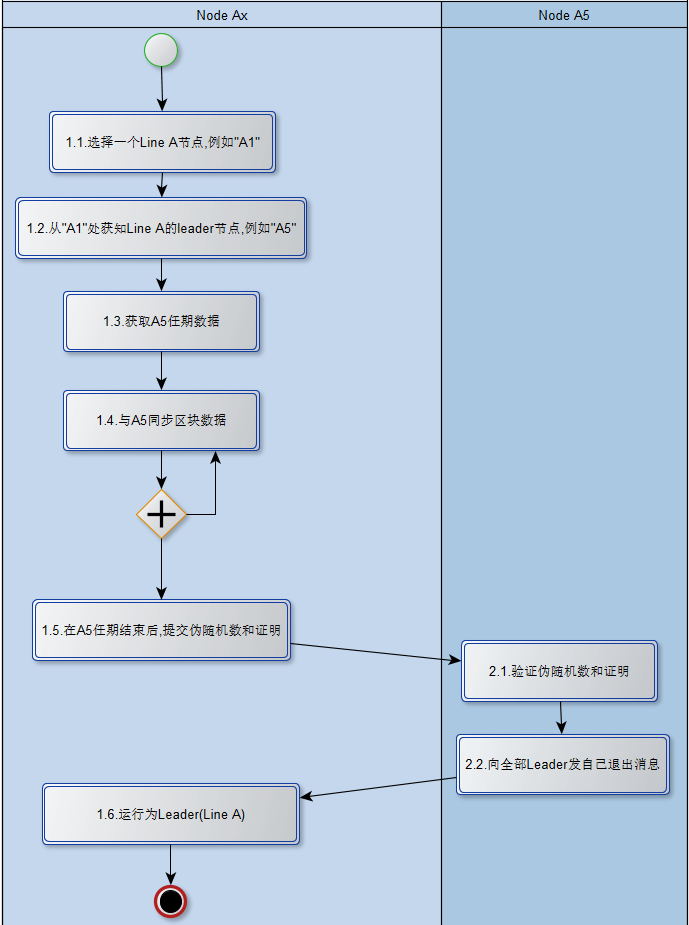 Node Ax
Node A5
1.1.选择一个Line A节点,例如"A1"
1.2.从"A1"处获知Line A的leader节点,例如"A5"
1.3.获取A5任期数据
1.4.与A5同步区块数据
1.5.在A5任期结束后,提交伪随机数和证明
2.1.验证伪随机数和证明
2.2.向全部Leader发自己退出消息
1.6.运行为Leader(Line A)